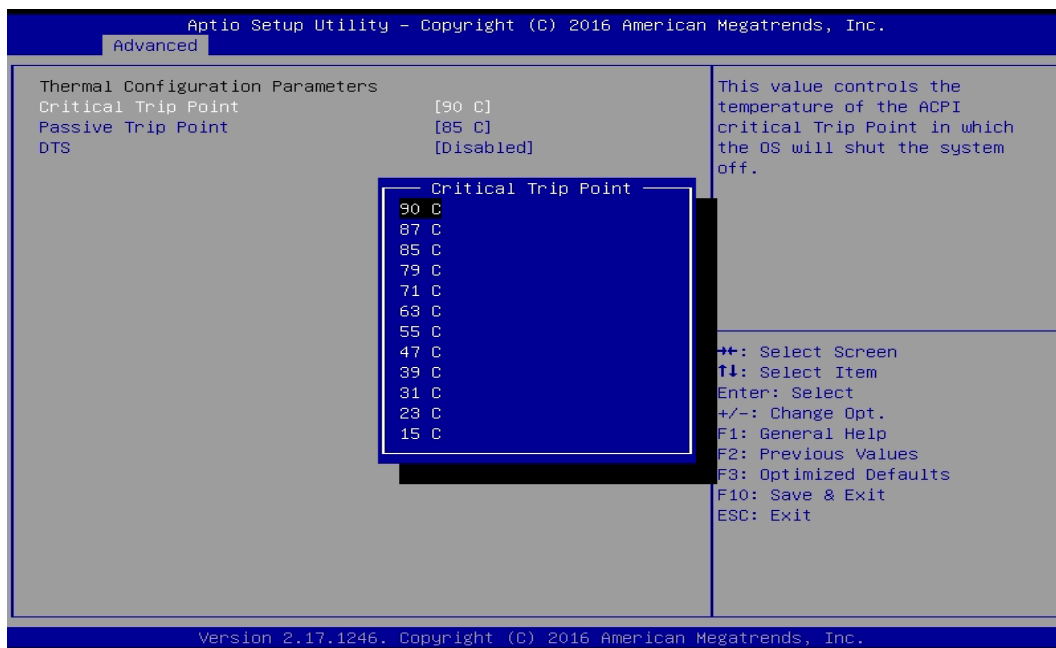 Aptio Setup Utility – Copyright (C) 2016 American Megatrends, Inc.
Advanced
Thermal Configuration Parameters
Critical Trip Point [90 C]
Passive Trip Point [85 C]
DTS [Disabled]
Critical Trip Point
90 C
87 C
85 C
79 C
71 C
63 C
55 C
47 C
39 C
31 C
23 C
15 C
This value controls the
temperature of the ACPI
critical Trip Point in which
the OS will shut the system
off.
→←: Select Screen
↑↓: Select Item
Enter: Select
+/-: Change Opt.
F1: General Help
F2: Previous Values
F3: Optimized Defaults
F10: Save & Exit
ESC: Exit
Version 2.17.1246. Copyright (C) 2016 American Megatrends, Inc.